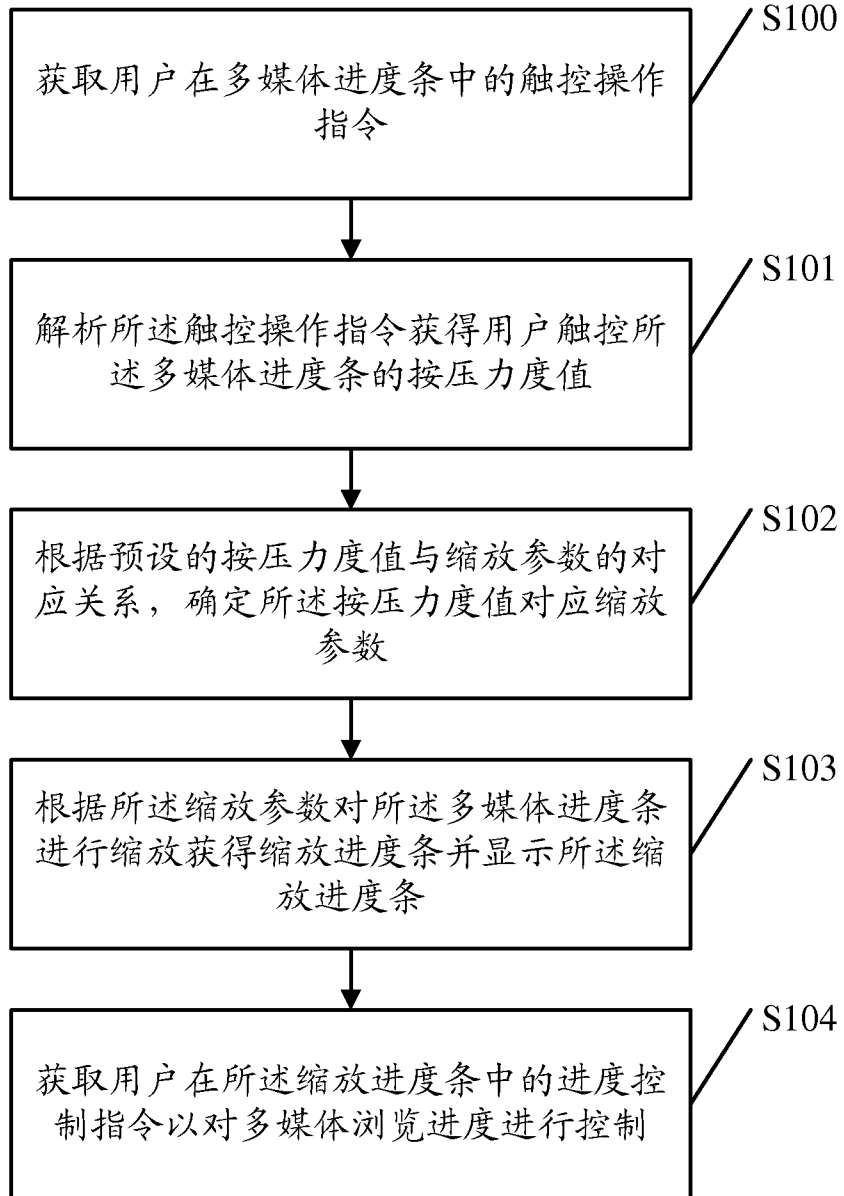 S100
获取用户在多媒体进度条中的触控操作
指令
S101
解析所述触控操作指令获得用户触控所
述多媒体进度条的按压力度值
S102
根据预设的按压力度值与缩放参数的对
应关系，确定所述按压力度值对应缩放
参数
S103
根据所述缩放参数对所述多媒体进度条
进行缩放获得缩放进度条并显示所述缩
放进度条
S104
获取用户在所述缩放进度条中的进度控
制指令以对多媒体浏览进度进行控制